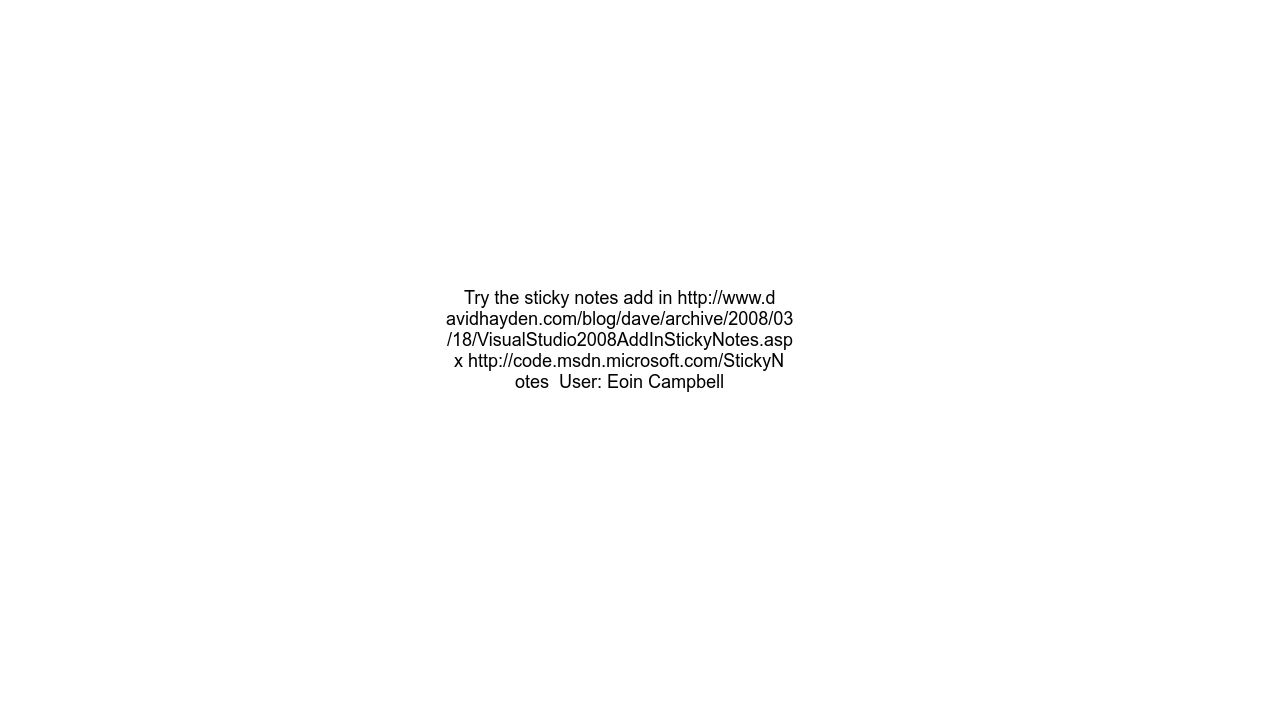 Try the sticky notes add in http://www.d
avidhayden.com/blog/dave/archive/2008/03
/18/VisualStudio2008AddInStickyNotes.asp
x http://code.msdn.microsoft.com/StickyN
otes  User: Eoin Campbell